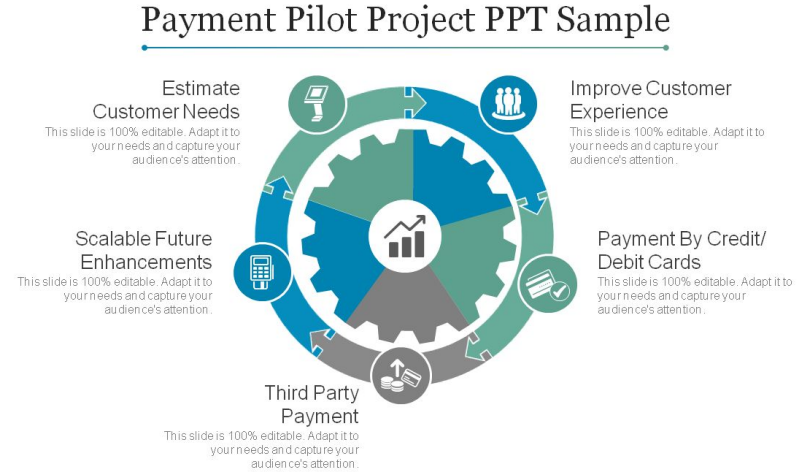 Payment Pilot Project PPT Sample
Estimate
Customer Needs
This slide is 100% editable. Adapt it to
your needs and capture your
audience's attention.
Improve Customer
Experience
This slide is 100% editable. Adapt it to
your needs and capture your
audience's attention.
Scalable Future
Enhancements
This slide is 100% editable. Adapt it to
your needs and capture your
audience's attention.
Payment By Credit/
Debit Cards
This slide is 100% editable. Adapt it to
your needs and capture your
audience's attention.
Third Party
Payment
This slide is 100% editable. Adapt it to
your needs and capture your
audience's attention.